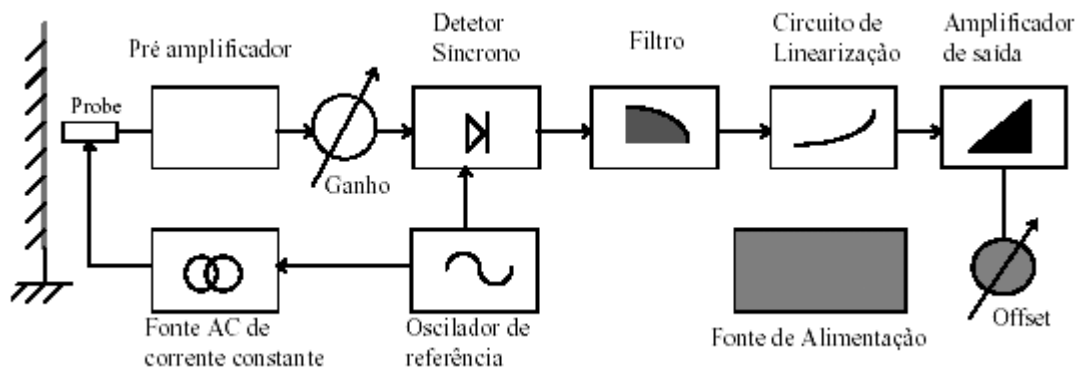 Pré amplificador
Detetor
Síncrono
Filtro
Circuito de
Linearização
Amplificador
de saída
Probe
Ganho
Fonte AC de
corrente constante
Oscilador de
referência
Fonte de Alimentação
Offset